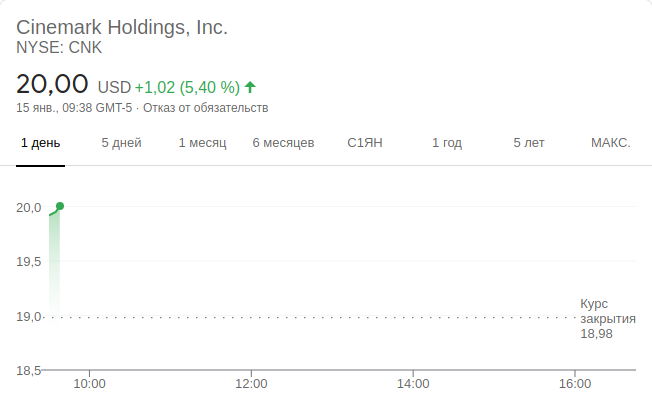 Cinemark Holdings, Inc.
NYSE: CNK
20,00 USD +1,02 (5,40 %)
15 янв., 09:38 GMT-5 · Отказ от обязательств
1 день 5 дней 1 месяц 6 месяцев С1ЯН 1 год 5 лет МАКС.
20,0
19,5
19,0
18,5
Курс
закрытия
18,98
10:00 12:00 14:00 16:00